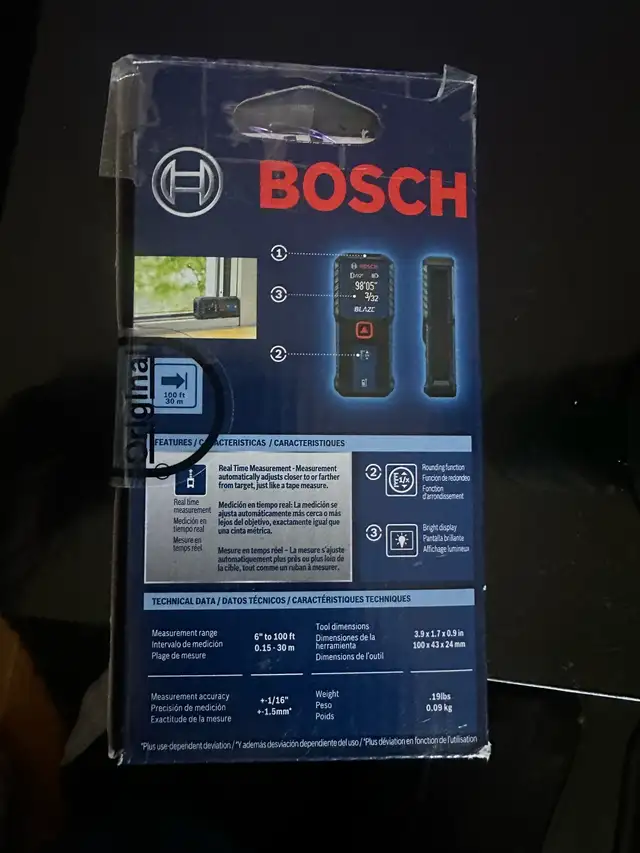 BOSCH
1
BOSCH
98'05"
3/32
BLAZE
3
2
Original
100 ft
30 m
FEATURES / CARACTERISTICAS / CARACTERISTIQUES
Real time
measurement
Medición en
tiempo real
Mesure en
temps réel
Real Time Measurement - Measurement
automatically adjusts closer to or farther
from target, just like a tape measure.
Medición en tiempo real: La medición se
ajusta automáticamente más cerca o más
lejos del objetivo, exactamente igual que
una cinta métrica.
Mesure en temps réel – La mesure s'ajuste
automatiquement plus près ou plus loin de
la cible, tout comme un ruban à mesurer.
2
1/x
Rounding function
Función de redondeo
Fonction
d'arrondissement
3
Bright display
Pantalla brillante
Affichage lumineux
TECHNICAL DATA / DATOS TÉCNICOS / CARACTÉRISTIQUES TECHNIQUES
Measurement range
Intervalo de medición
Plage de mesure
6" to 100 ft
0.15 - 30 m
Tool dimensions
Dimensiones de la
herramienta
Dimensions de l'outil
3.9 x 1.7 x 0.9 in
100 x 43 x 24 mm
Measurement accuracy
Precisión de medición
Exactitude de la mesure
+-1/16"
+-1.5mm*
Weight
Peso
Poids
.19lbs
0.09 kg
*Plus use-dependent deviation / *Y además desviación dependiente del uso / *Plus déviation en fonction de l'utilisation